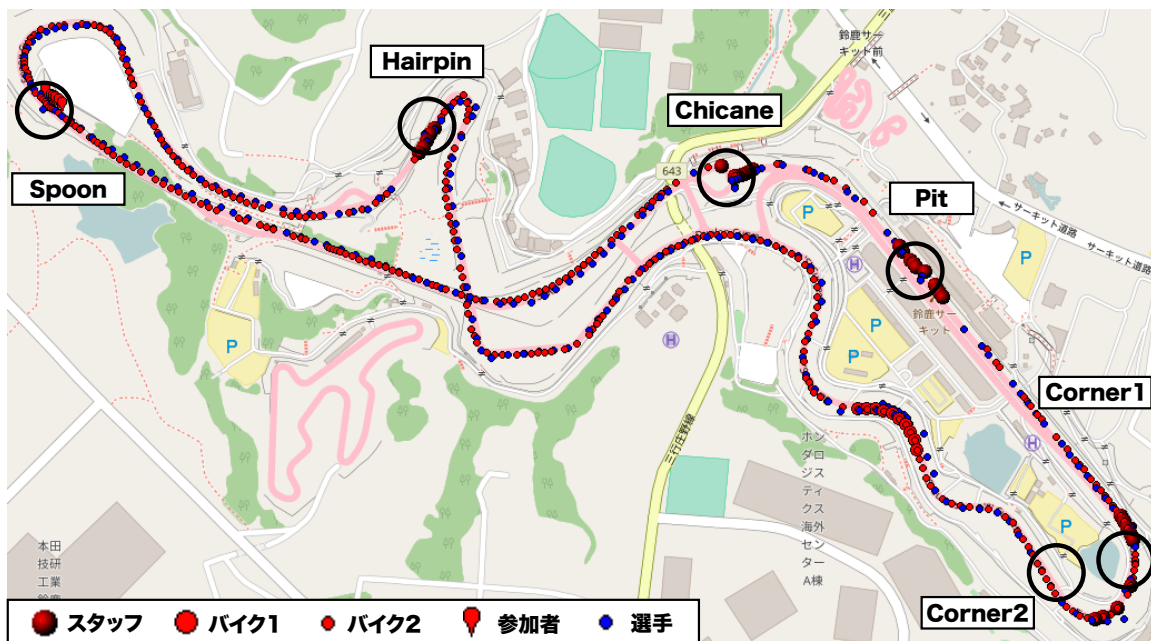 鈴鹿サー
キット前
Hairpin
Chicane
643
Spoon
Pit
サーキット道路
サーキット道路
P
P
H
鈴鹿サー
キット
P
P
H
P
Corner1
三行庄野線
H
ホン
ダロ
ジス
ティ
クス
海外
セン
ター
A棟
P
本田
技研
工業
Corner2
スタッフ
バイク1
バイク2
参加者
選手